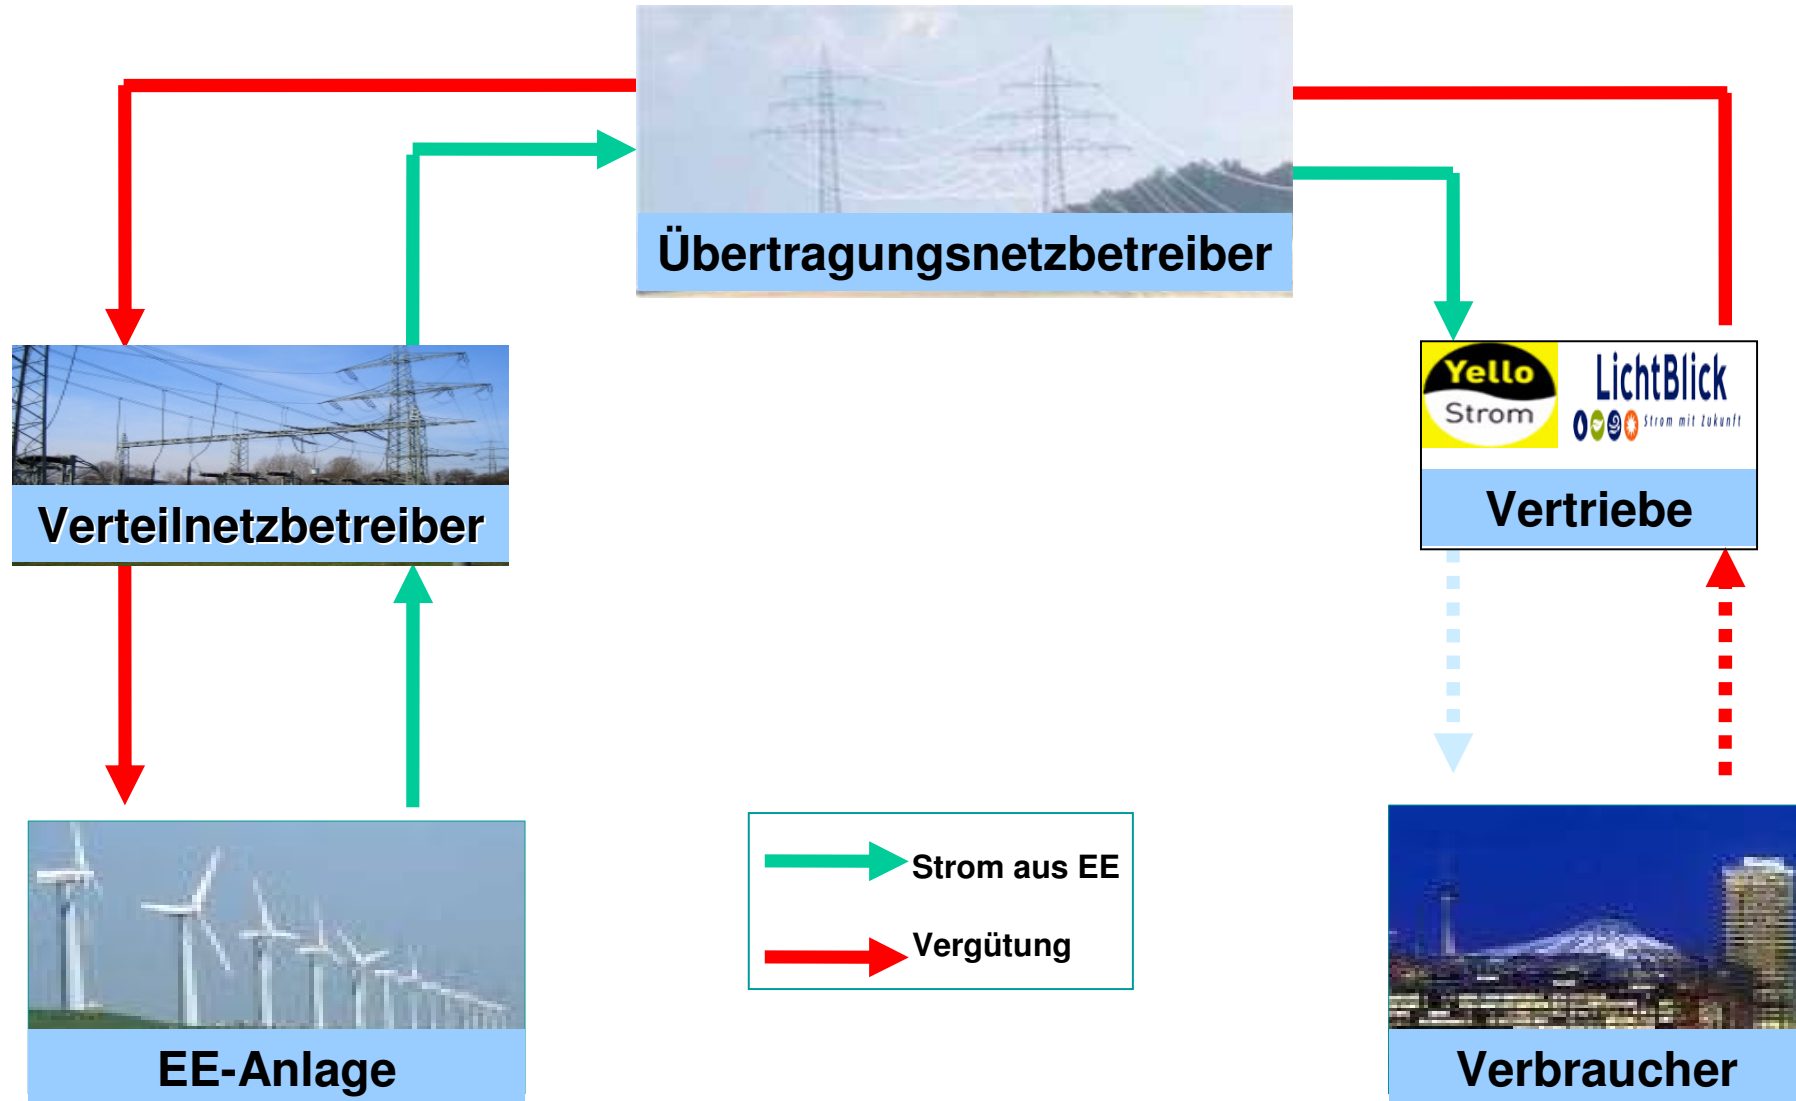 Übertragungsnetzbetreiber
Yello
Strom
LichtBlick
Strom mit Zukunft
Verteilnetzbetreiber
Vertriebe
Strom aus EE
Vergütung
EE-Anlage
Verbraucher